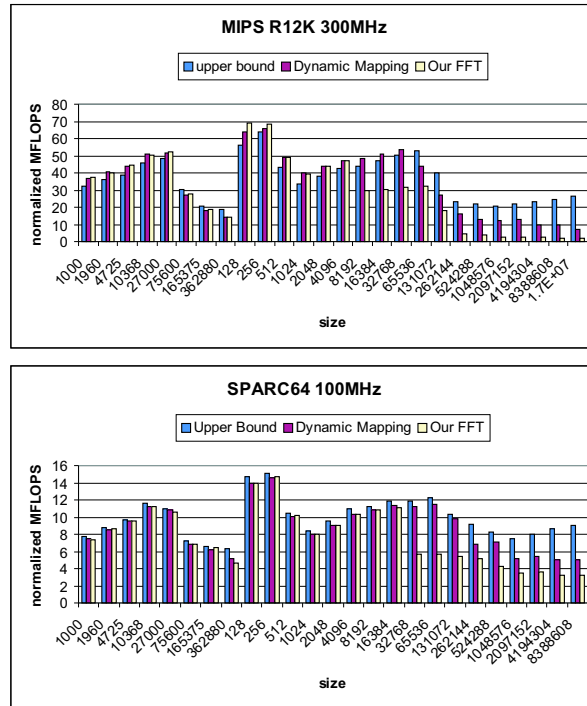 MIPS R12K 300MHz
upper bound Dynamic Mapping Our FFT
normalized MFLOPS
80
70
60
50
40
30
20
10
0
1000 1960 4725 10368 27000 75600 165375 362880 128 256 512 1024 2048 4096 8192 16384 32768 65536 131072 262144 524288 1048576 2097152 4194304 8388608 1.7E+07
size
SPARC64 100MHz
Upper Bound Dynamic Mapping Our FFT
normalized MFLOPS
16
14
12
10
8
6
4
2
0
1000 1960 4725 10368 27000 75600 165375 362880 128 256 512 1024 2048 4096 8192 16384 32768 65536 131072 262144 524288 1048576 2097152 4194304 8388608
size